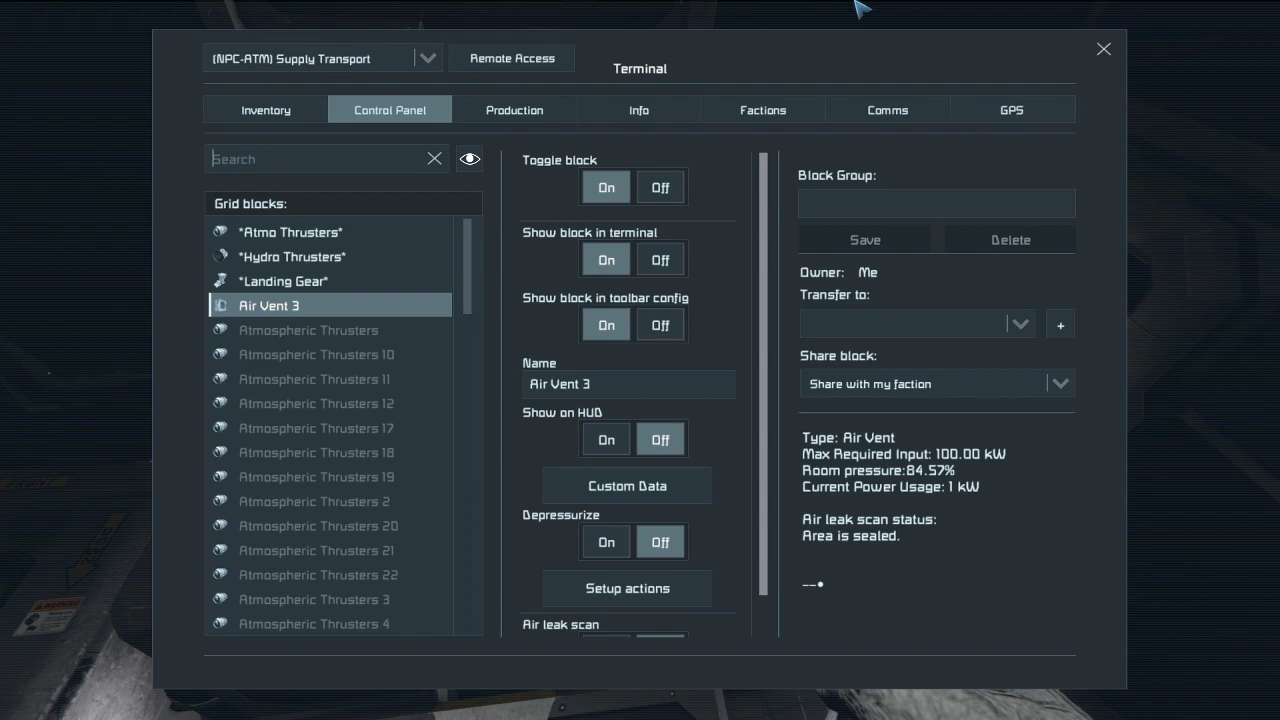 (NPC-ATM) Supply Transport
Remote Access
Terminal
Inventory
Control Panel
Production
Info
Factions
Comms
GPS
Search
Grid blocks:
*Atmo Thrusters*
*Hydro Thrusters*
*Landing Gear*
Air Vent 3
Atmospheric Thrusters
Atmospheric Thrusters 10
Atmospheric Thrusters 11
Atmospheric Thrusters 12
Atmospheric Thrusters 17
Atmospheric Thrusters 18
Atmospheric Thrusters 19
Atmospheric Thrusters 2
Atmospheric Thrusters 20
Atmospheric Thrusters 21
Atmospheric Thrusters 22
Atmospheric Thrusters 3
Atmospheric Thrusters 4
Toggle block
On Off
Show block in terminal
On Off
Show block in toolbar config
On Off
Name
Air Vent 3
Show on HUD
On Off
Custom Data
Depressurize
On Off
Setup actions
Air leak scan
Block Group:
Save Delete
Owner: Me
Transfer to:
+
Share block:
Share with my faction
Type: Air Vent
Max Required Input: 100.00 kW
Room pressure:84.57%
Current Power Usage: 1 kW
Air leak scan status:
Area is sealed.
--•
WARNING